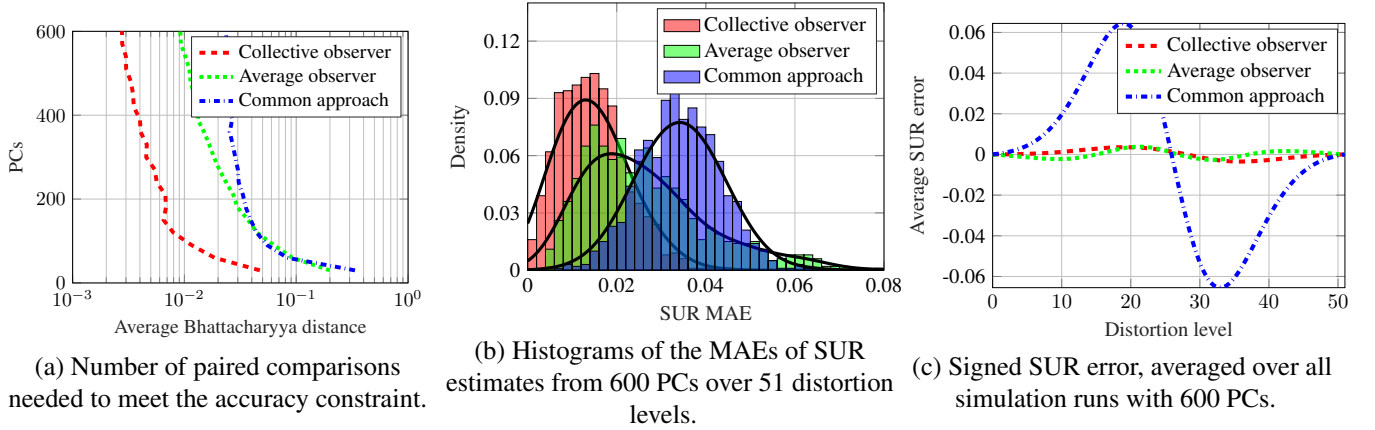 600
400
200
0
PCs
10−3
10−2
10−1
100
Average Bhattacharyya distance
Collective observer
Average observer
Common approach
(a) Number of paired comparisons
needed to meet the accuracy constraint.
0.12
0.09
0.06
0.03
0
Density
0
0.02
0.04
0.06
0.08
SUR MAE
Collective observer
Average observer
Common approach
(b) Histograms of the MAEs of SUR
estimates from 600 PCs over 51 distortion
levels.
0.06
0.04
0.02
0
-0.02
-0.04
-0.06
Average SUR error
0
10
20
30
40
50
Distortion level
Collective observer
Average observer
Common approach
(c) Signed SUR error, averaged over all
simulation runs with 600 PCs.